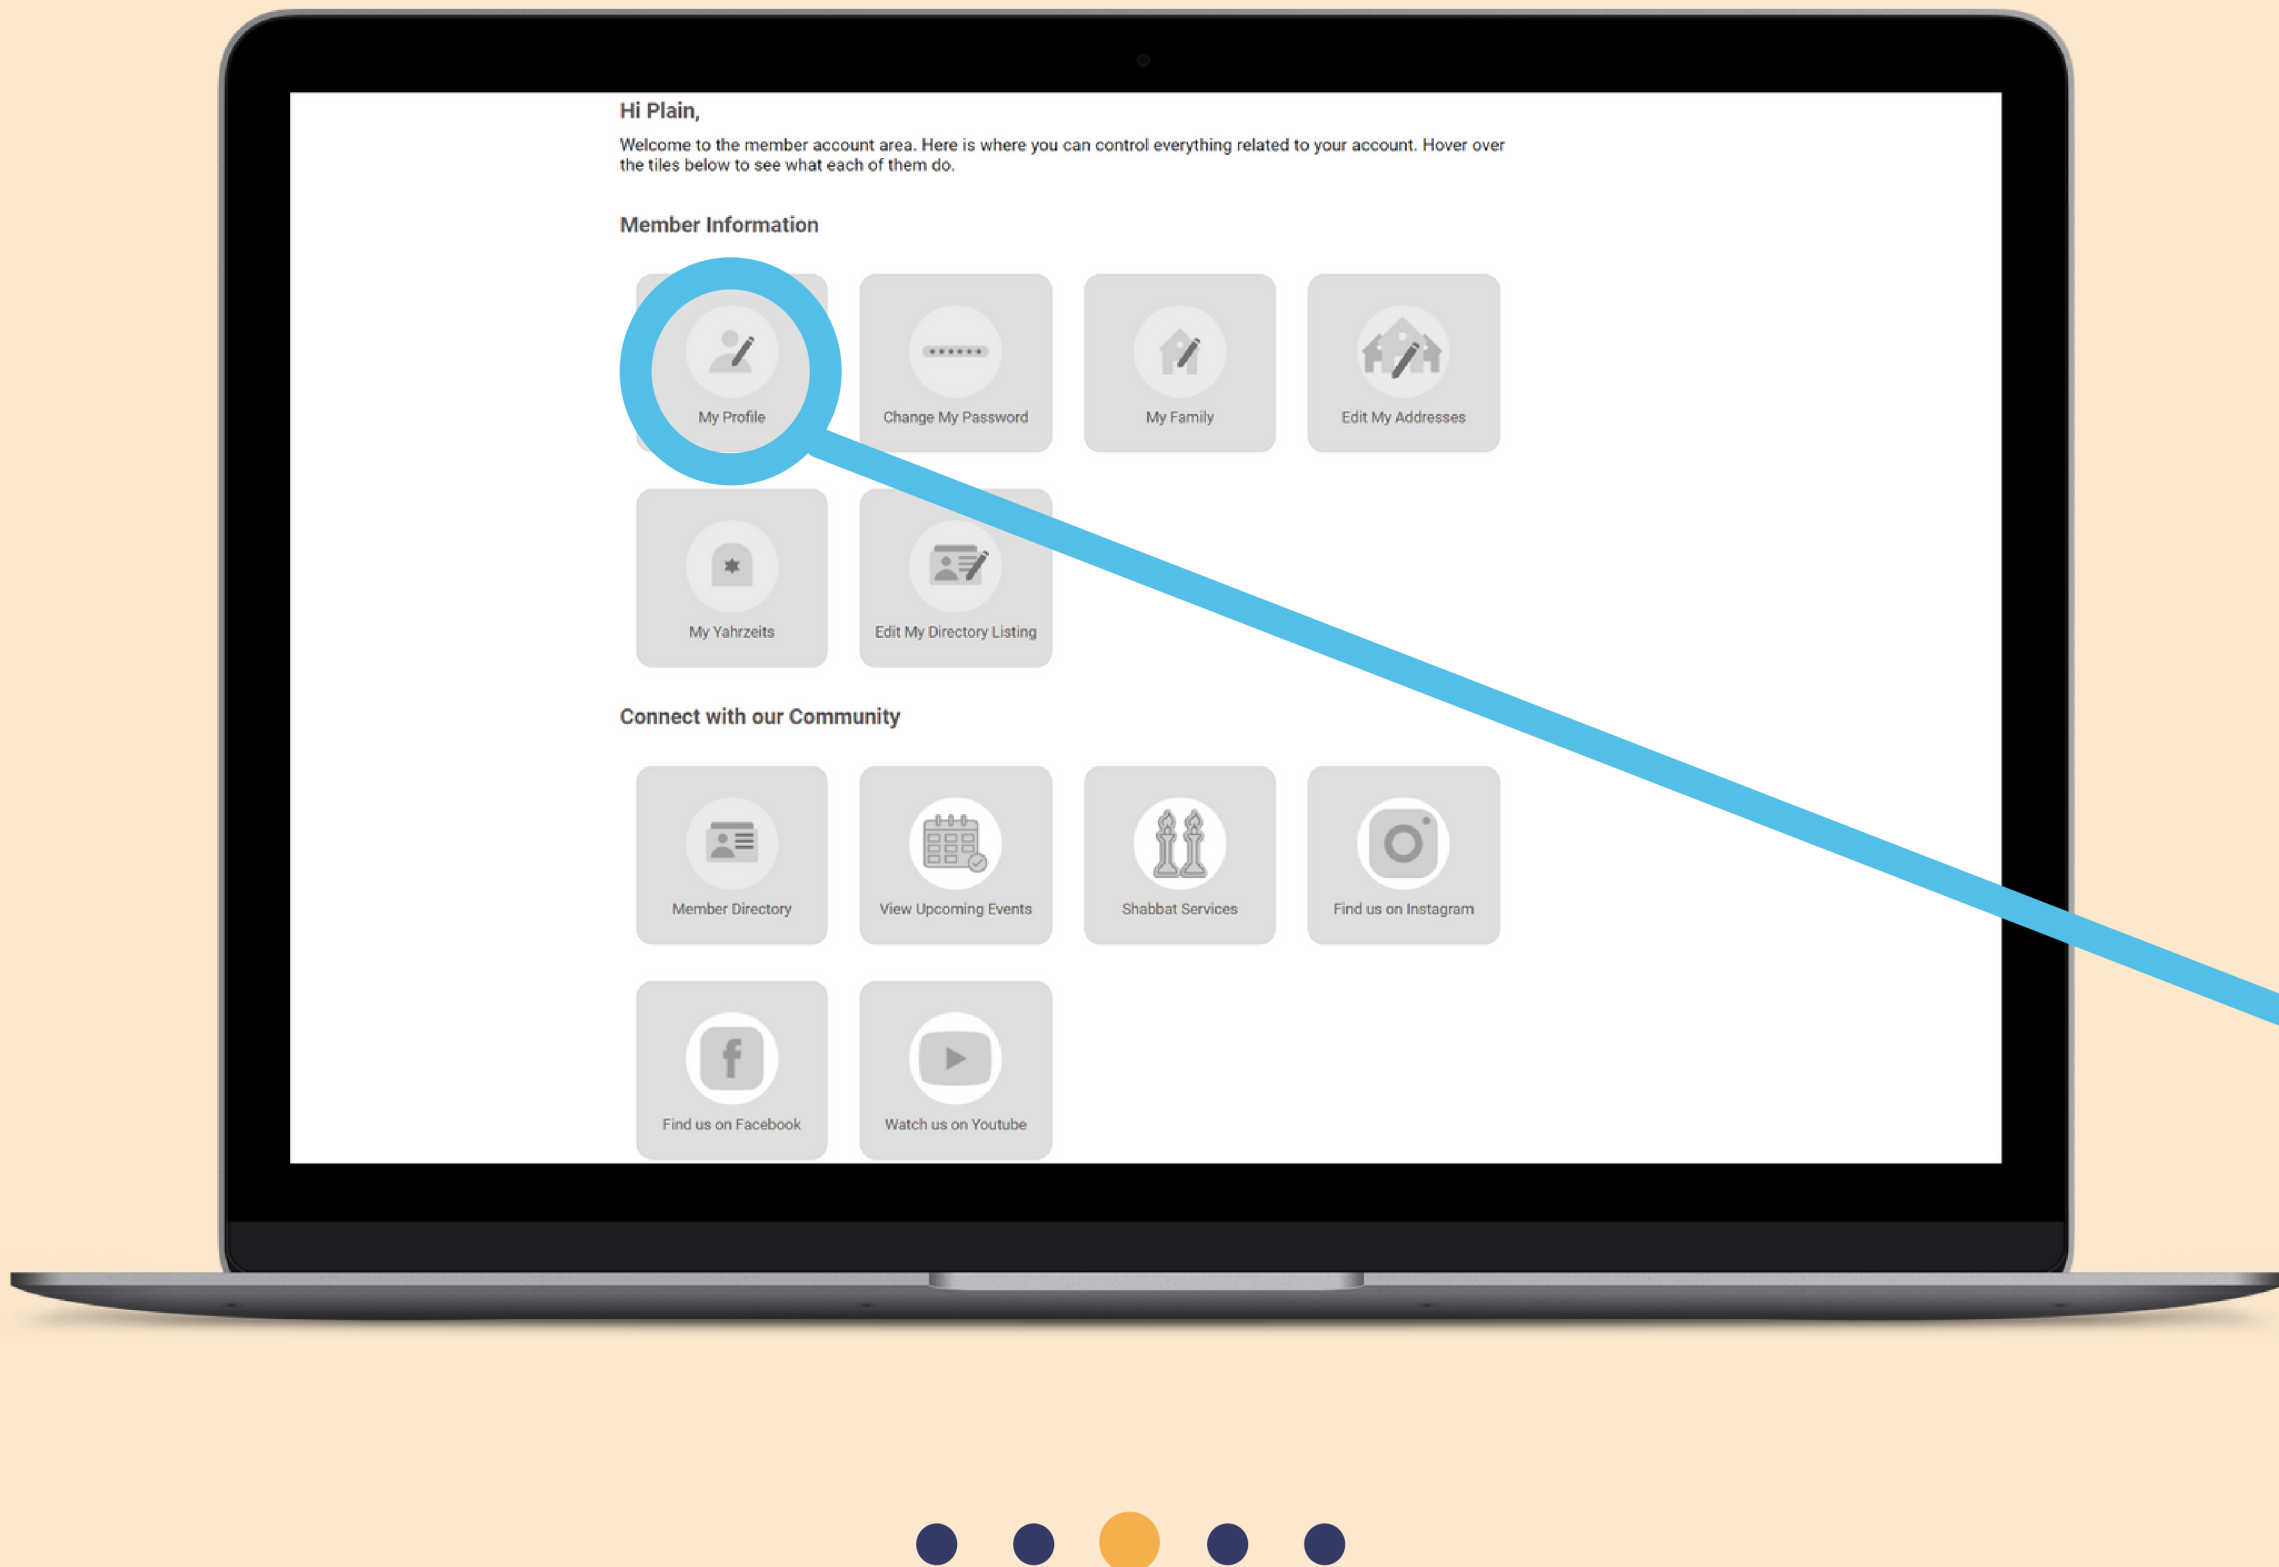 Hi Plain,
Welcome to the member account area. Here is where you can control everything related to your account. Hover over
the tiles below to see what each of them do.
Member Information
My Profile
Change My Password
My Family
Edit My Addresses
My Yahrzeits
Edit My Directory Listing
Connect with our Community
Member Directory
View Upcoming Events
Shabbat Services
Find us on Instagram
Find us on Facebook
Watch us on Youtube